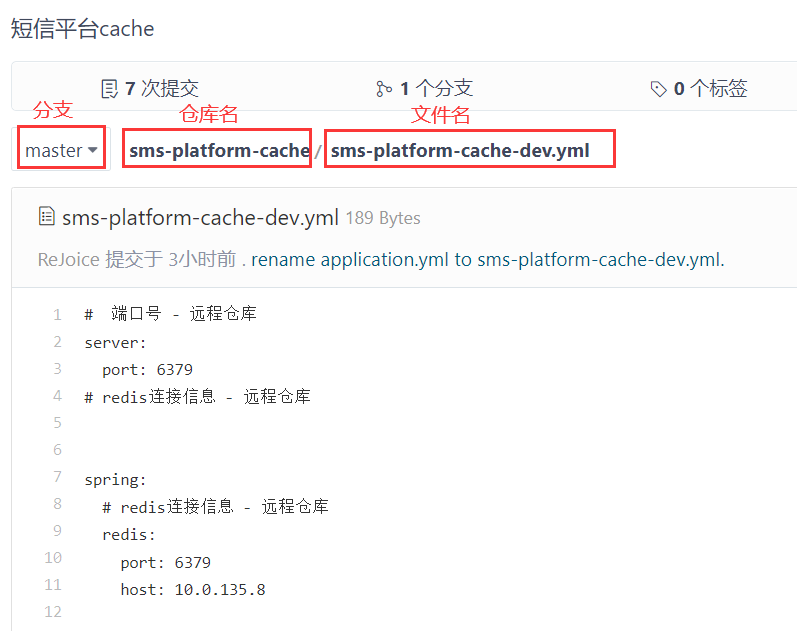 短信平台cache
7 次提交 1 个分支 0 个标签
分支 仓库名 文件名
master sms-platform-cache / sms-platform-cache-dev.yml
sms-platform-cache-dev.yml 189 Bytes
ReJoice 提交于 3小时前 . rename application.yml to sms-platform-cache-dev.yml.
1 # 端口号 - 远程仓库
2 server:
3 port: 6379
4 # redis连接信息 - 远程仓库
5
6
7 spring:
8 # redis连接信息 - 远程仓库
9 redis:
10 port: 6379
11 host: 10.0.135.8
12